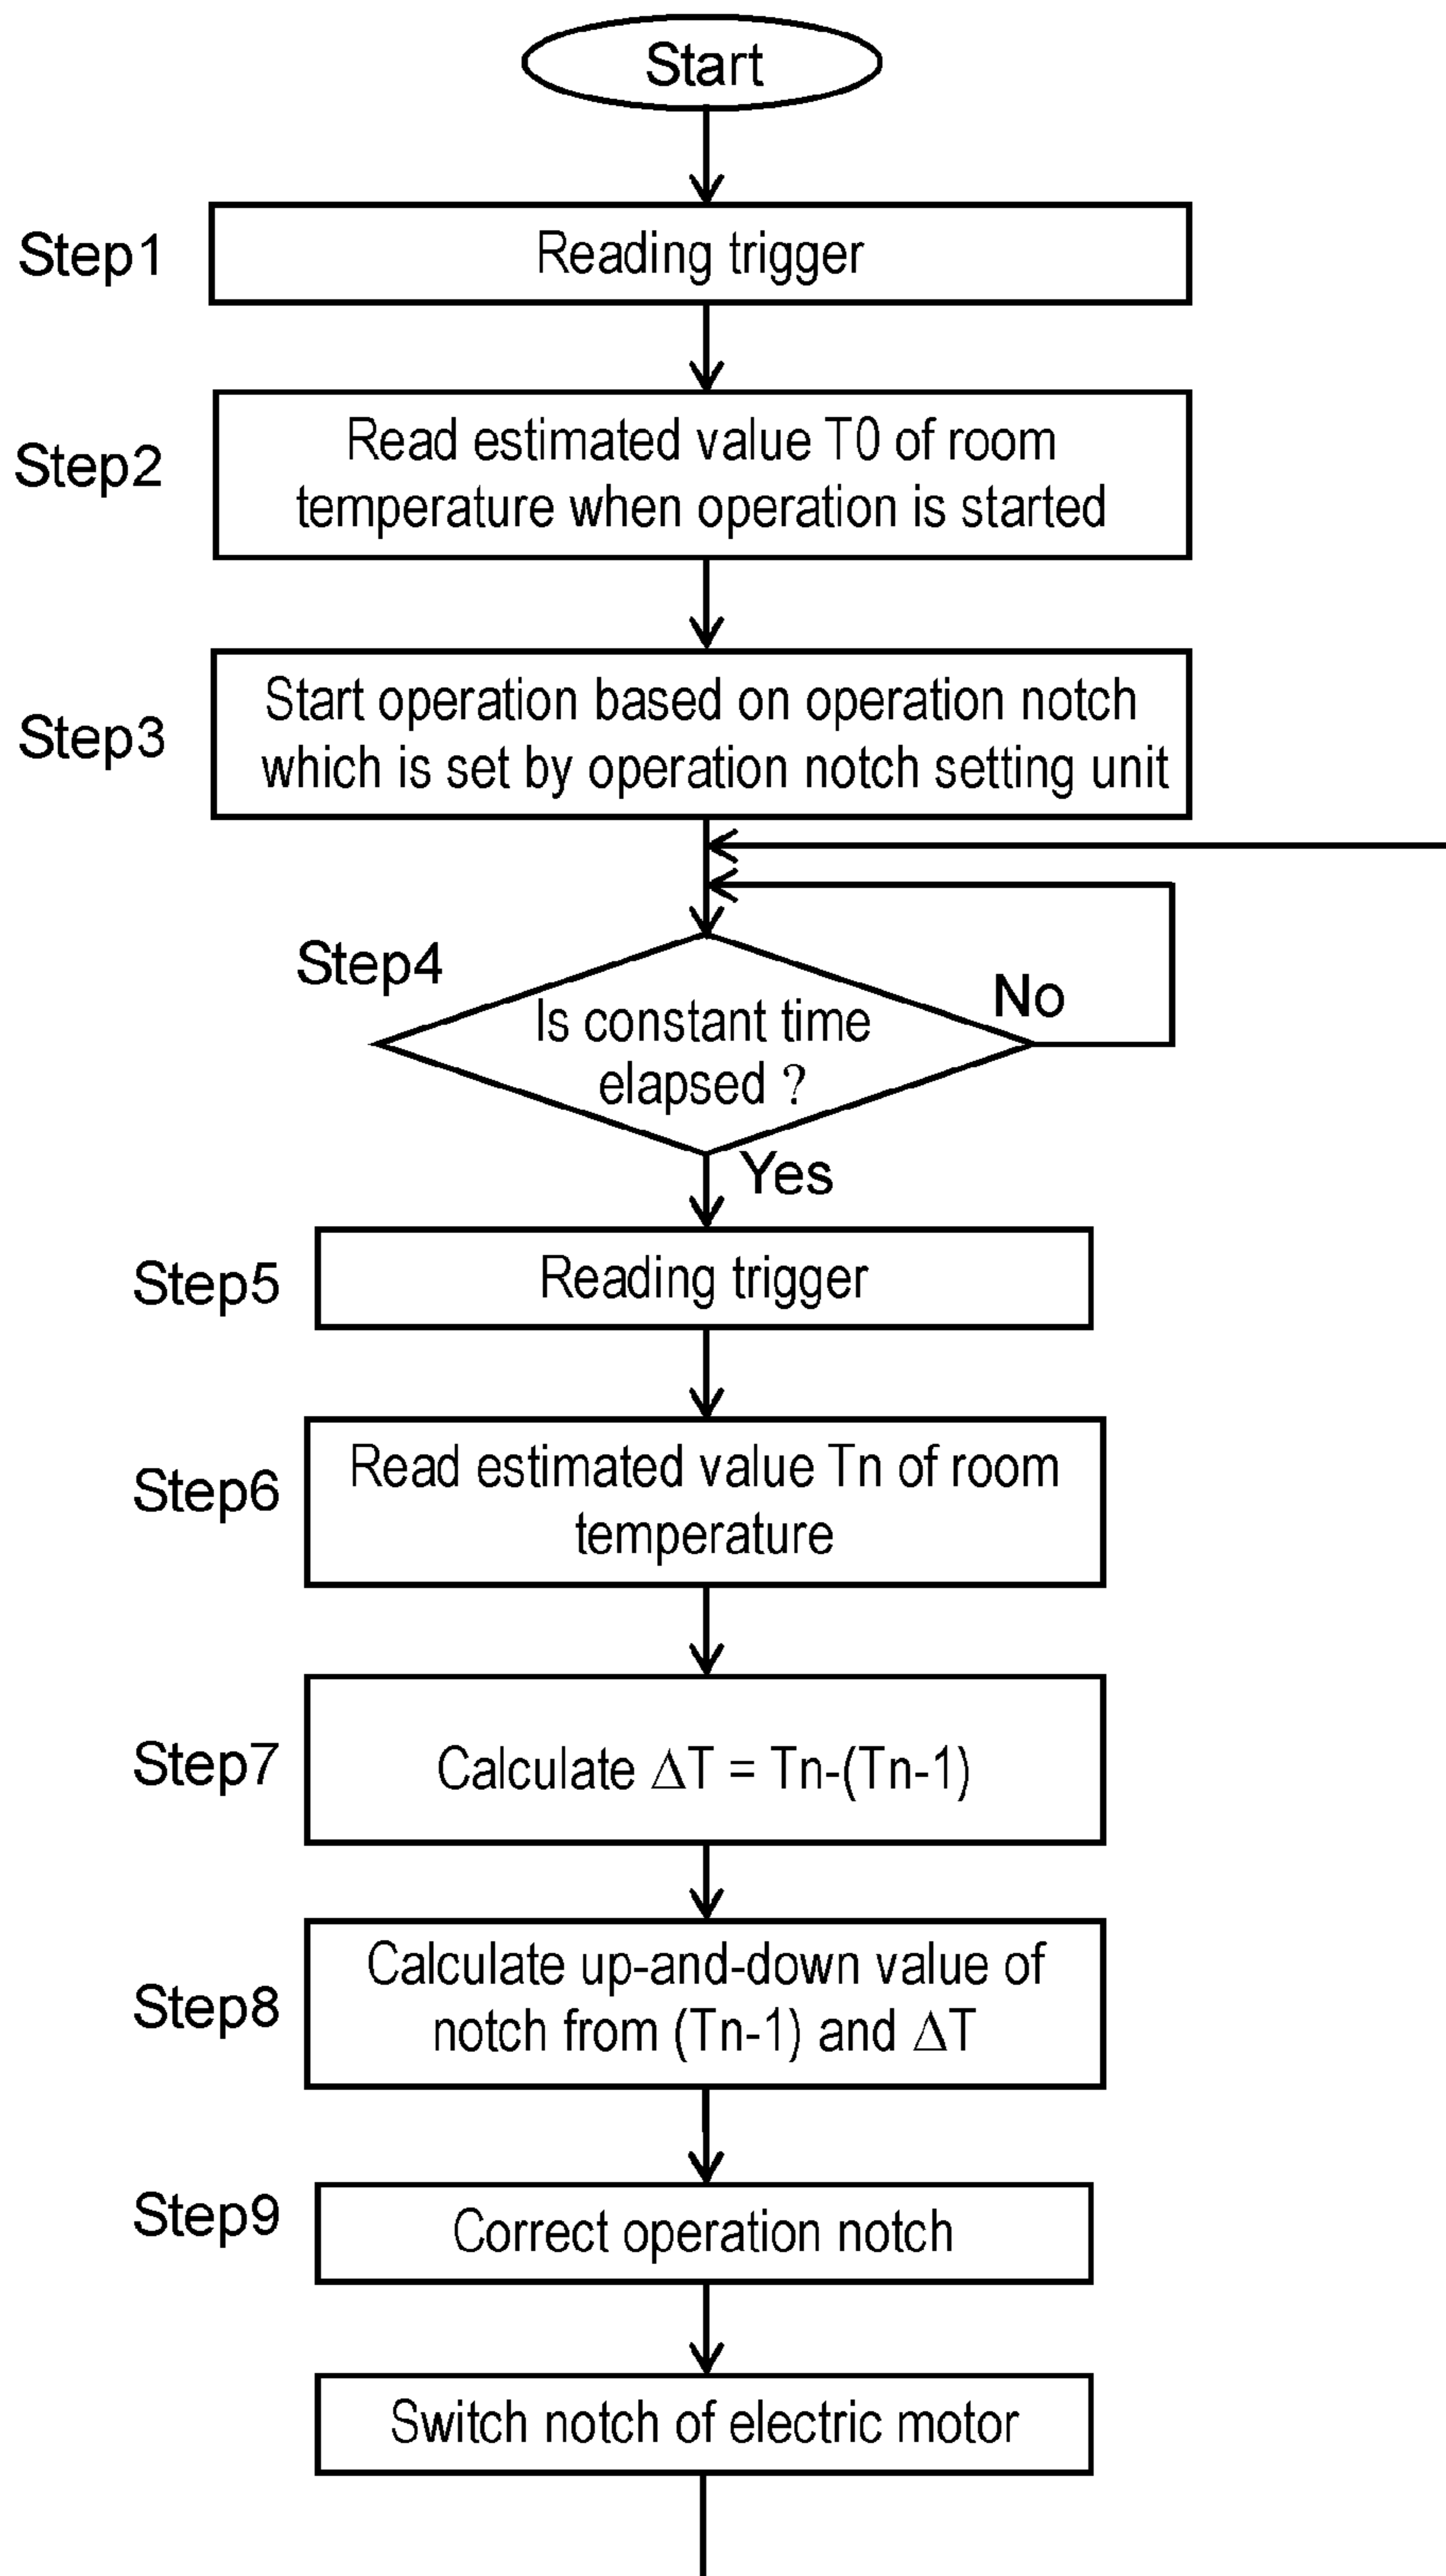 Start
Step1
Reading trigger
Step2
Read estimated value T0 of room
temperature when operation is started
Step3
Start operation based on operation notch
which is set by operation notch setting unit
Step4
Is constant time
elapsed ?
No
Yes
Step5
Reading trigger
Step6
Read estimated value Tn of room
temperature
Step7
Calculate ΔT = Tn-(Tn-1)
Step8
Calculate up-and-down value of
notch from (Tn-1) and ΔT
Step9
Correct operation notch
Switch notch of electric motor